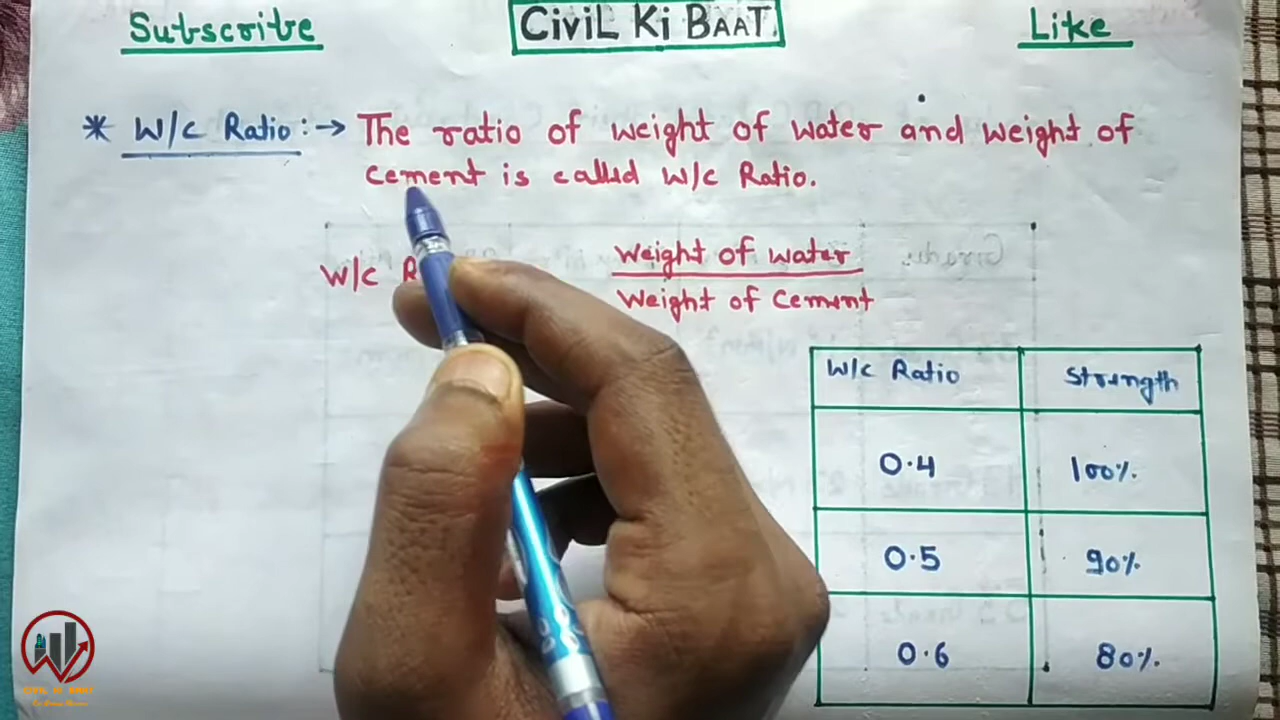 Subscribe
CiviL Ki BAAT
Like
* W/c Ratio :→ The ratio of weight of water and weight of
cement is called W/c Ratio.
W/c
Weight of water
Weight of Cement
W/c Ratio Strength
0.4 100%
0.5 90%
0.6 80%